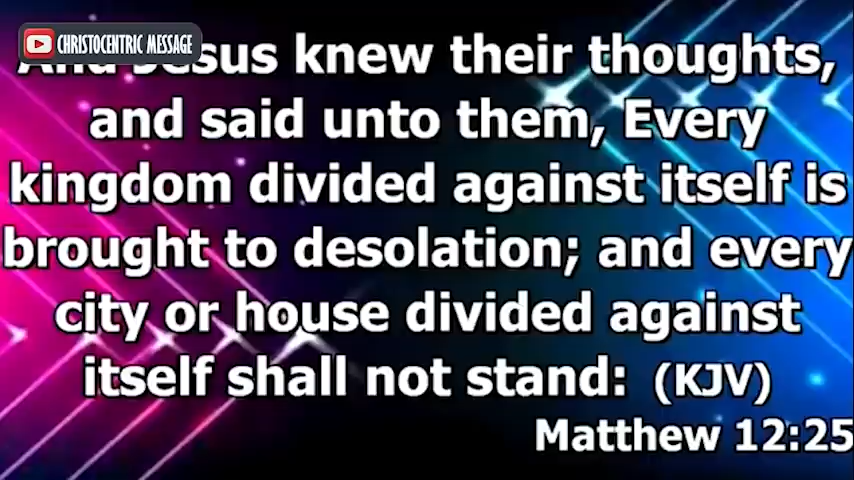 CHRISTOCENTRIC MESSAGE
And Jesus knew their thoughts,
and said unto them, Every
kingdom divided against itself is
brought to desolation; and every
city or house divided against
itself shall not stand: (KJV)
Matthew 12:25